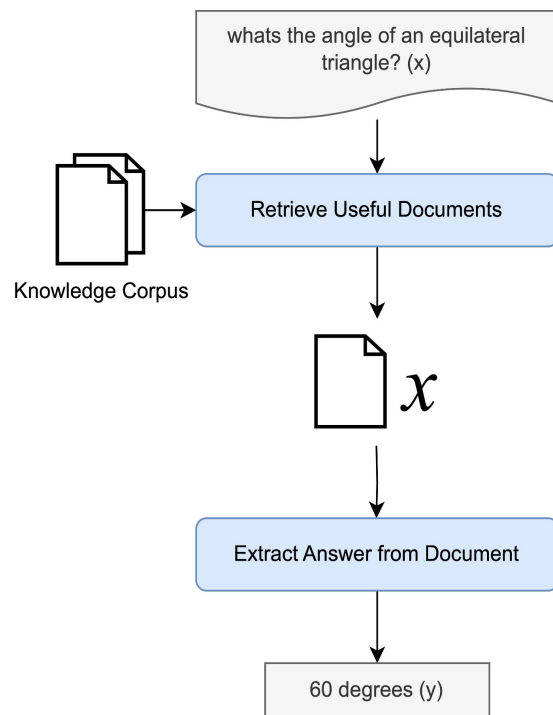 whats the angle of an equilateral
triangle? (x)
Retrieve Useful Documents
Knowledge Corpus
x
Extract Answer from Document
60 degrees (y)